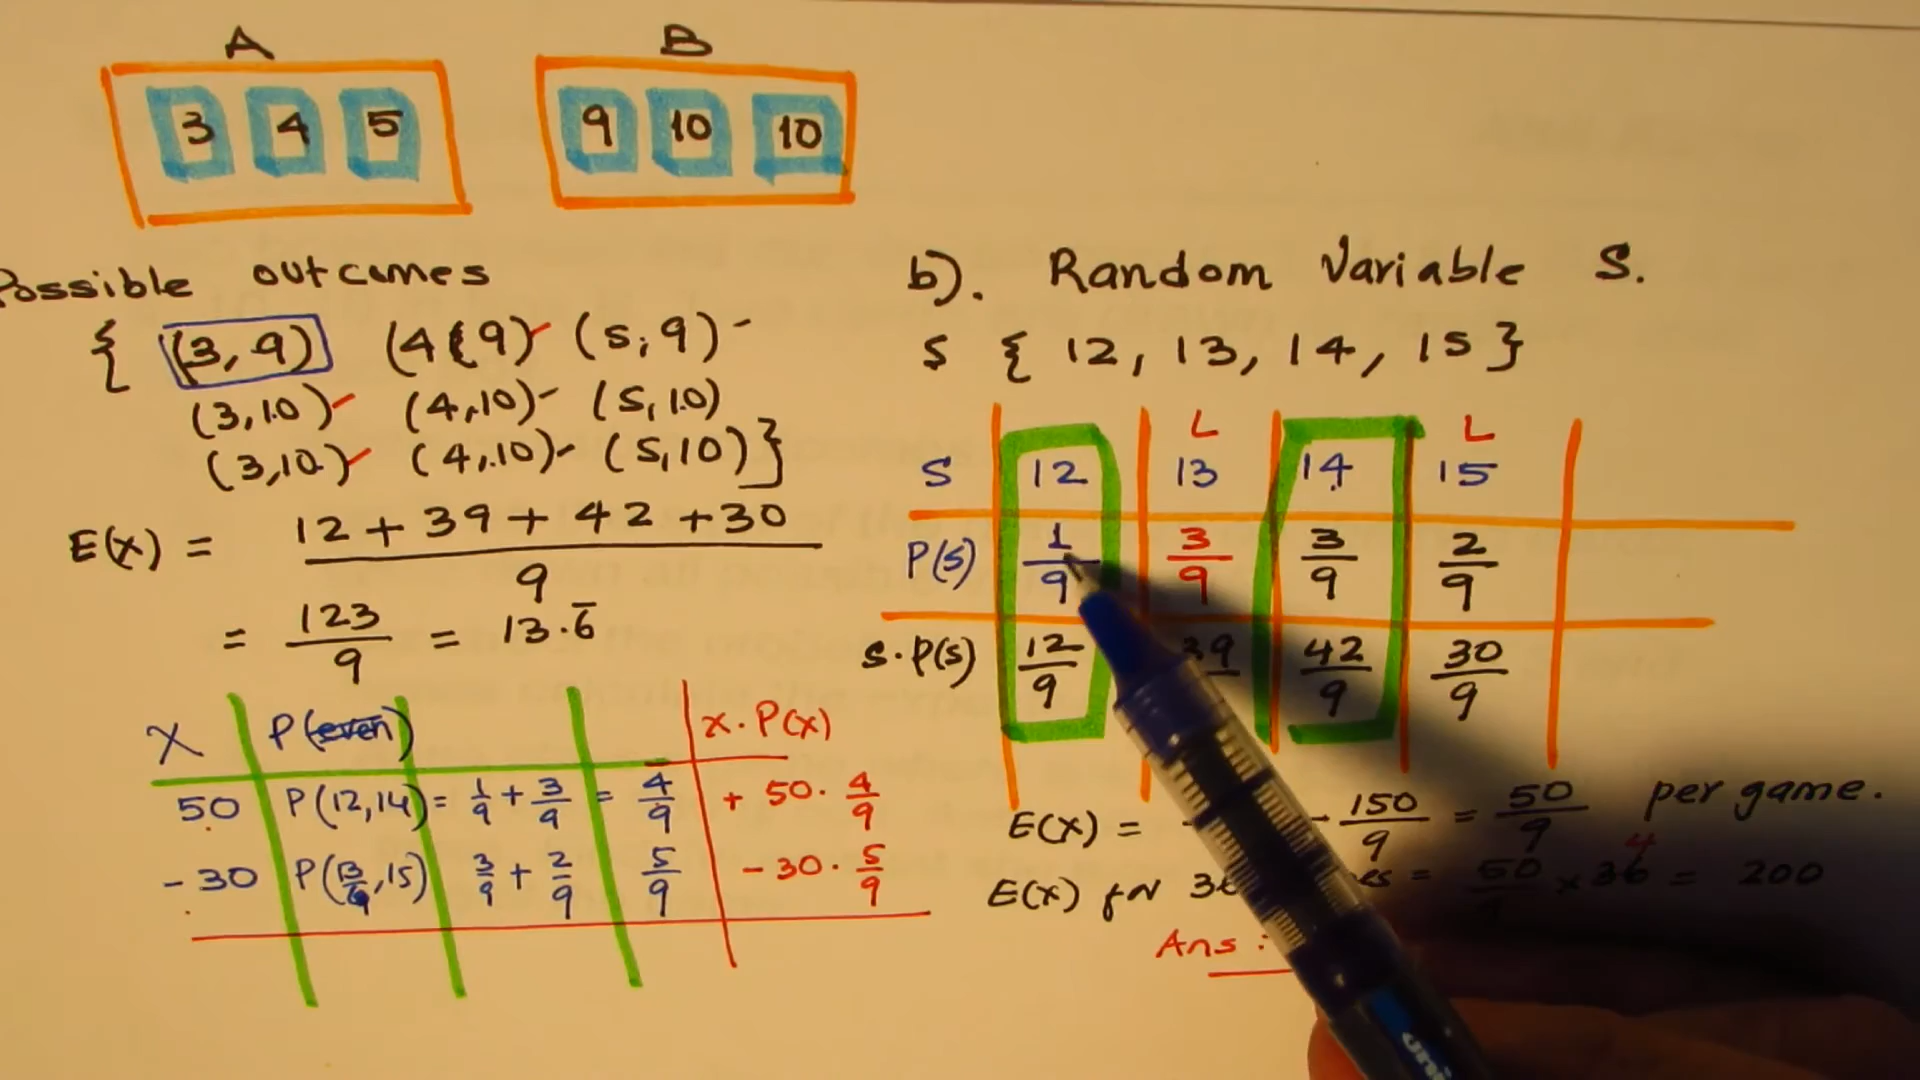 A
B
3 4 5
9 10 10
Possible outcomes
{ (3,9) (4,9) (5,9)
(3,10) (4,10) (5,10)
(3,10) (4,10) (5,10) }
E(x) = 12 + 39 + 42 + 30
9
= 123/9 = 13.6̄
X P(even) x·P(x)
50 P(12,14) = 1/9 + 3/9 = 4/9 + 50 · 4/9
-30 P(13,15) 3/9 + 2/9 5/9 - 30 · 5/9
b). Random Variable S.
S { 12, 13, 14, 15 }
L L
S 12 13 14 15
P(s) 1/9 3/9 3/9 2/9
s·P(s) 12/9 39 42/9 30/9
E(x) = - 150/9 = 50/9 per game.
4
E(x) for = 50 × 36 = 200
Ans :
uni